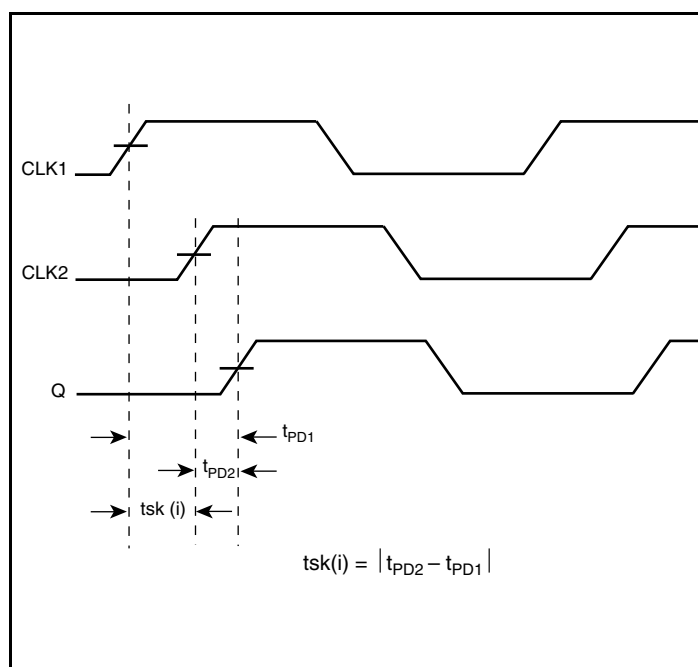 CLK1
CLK2
Q
tPD1
tPD2
tsk (i)
tsk(i) = |tPD2 – tPD1|